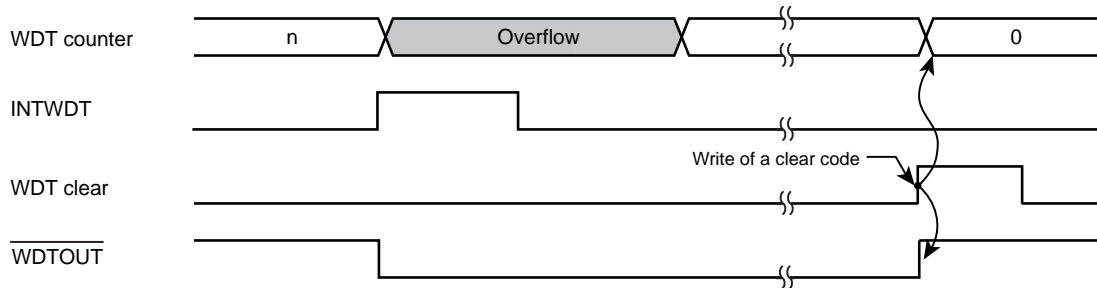 WDT counter n Overflow 0
INTWDT
Write of a clear code
WDT clear
WDTOUT